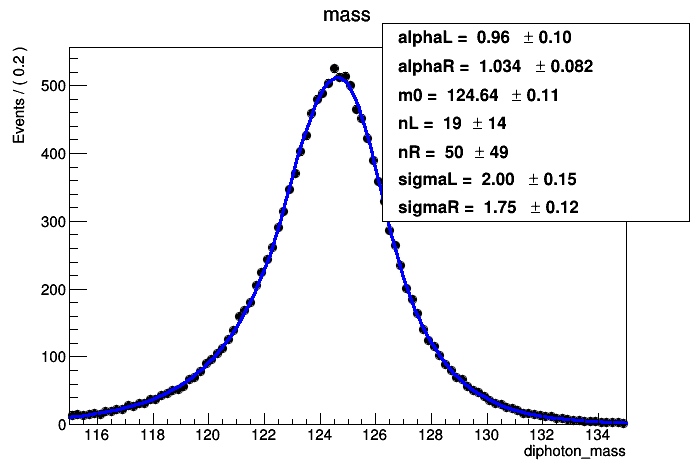 mass
alphaL = 0.96 ± 0.10
alphaR = 1.034 ± 0.082
m0 = 124.64 ± 0.11
nL = 19 ± 14
nR = 50 ± 49
sigmaL = 2.00 ± 0.15
sigmaR = 1.75 ± 0.12
Events / ( 0.2 )
500
400
300
200
100
0
116 118 120 122 124 126 128 130 132 134
diphoton_mass